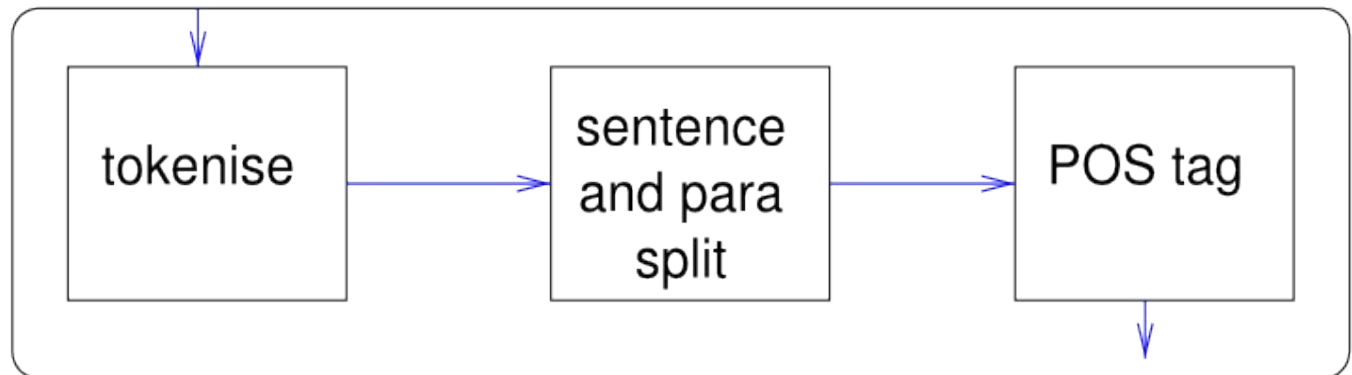 tokenise
sentence
and para
split
POS tag